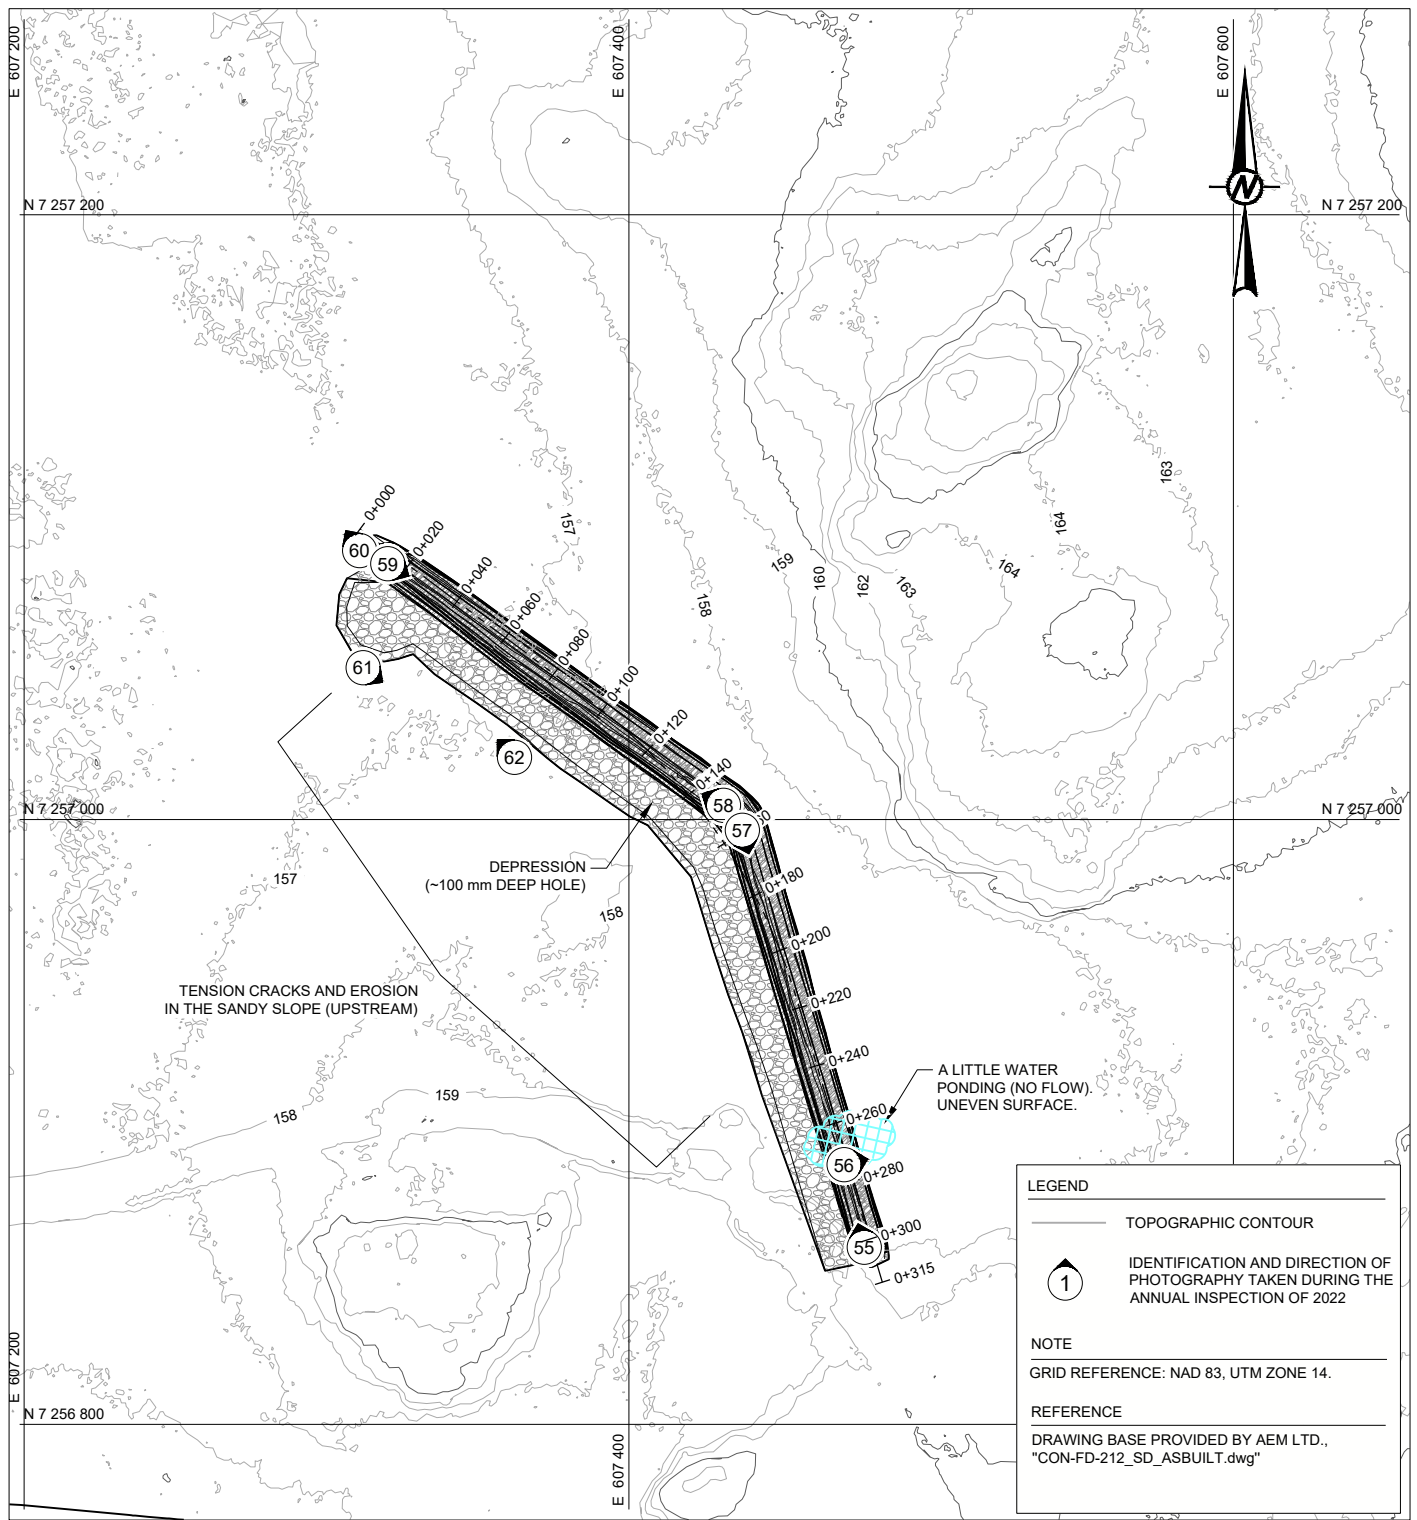 E 607 200
E 607 400
E 607 600
N
N 7 257 200
N 7 257 200
163
164
164
157
159
160
162
163
158
0+000
60
59
0+020
0+040
0+060
0+080
0+100
61
0+120
62
0+140
58
57
N 7 257 000
N 7 257 000
DEPRESSION
(~100 mm DEEP HOLE)
157
158
0+180
0+200
TENSION CRACKS AND EROSION
IN THE SANDY SLOPE (UPSTREAM)
0+220
0+240
A LITTLE WATER
PONDING (NO FLOW).
UNEVEN SURFACE.
159
158
0+260
56
0+280
0+300
55
0+315
LEGEND
TOPOGRAPHIC CONTOUR
1
IDENTIFICATION AND DIRECTION OF
PHOTOGRAPHY TAKEN DURING THE
ANNUAL INSPECTION OF 2022
NOTE
GRID REFERENCE: NAD 83, UTM ZONE 14.
REFERENCE
DRAWING BASE PROVIDED BY AEM LTD.,
"CON-FD-212_SD_ASBUILT.dwg"
E 607 200
N 7 256 800
E 607 400